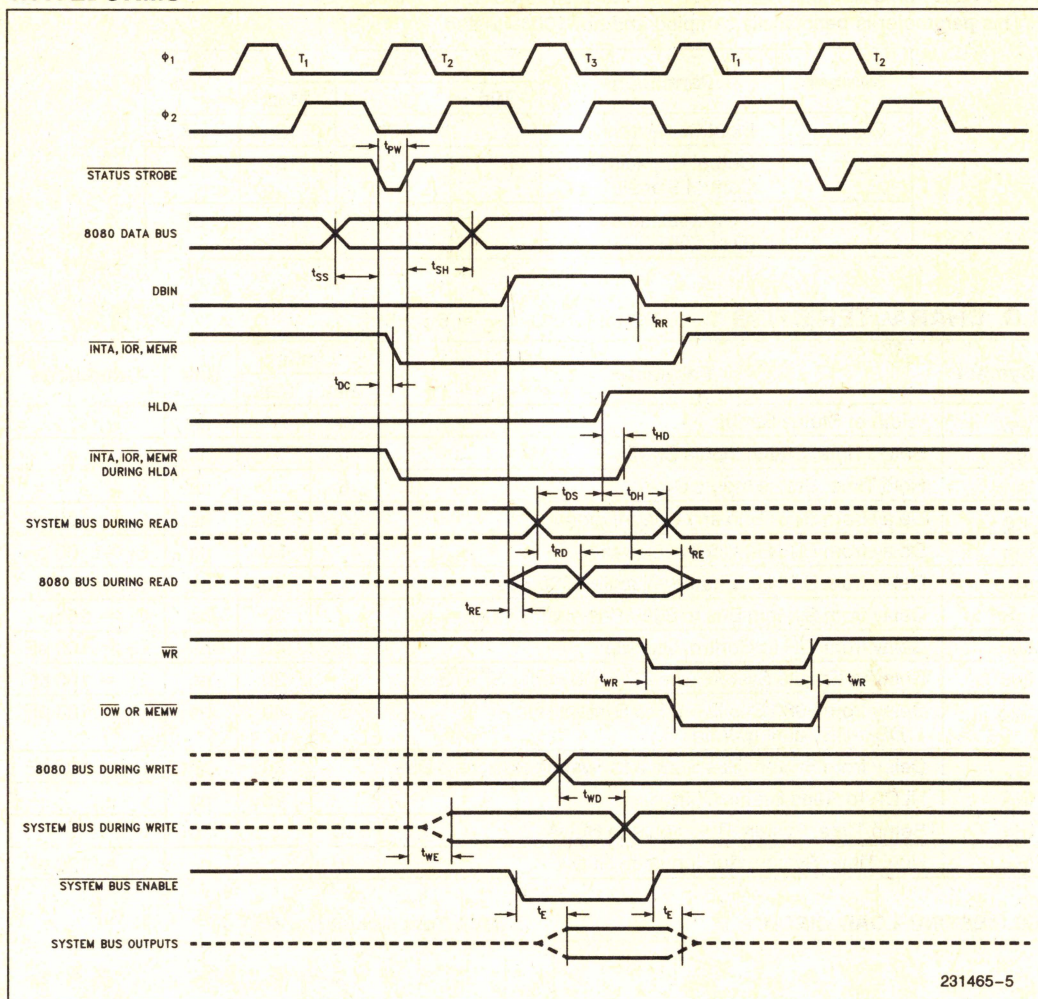 Φ1 T1 T2 T3 T1 T2
Φ2
tPW
STATUS STROBE
8080 DATA BUS
tSS tSH
DBIN
tRR
INTA, IOR, MEMR
tDC
HLDA
tHD
INTA, IOR, MEMR
DURING HLDA
tDS tDH
SYSTEM BUS DURING READ
tRD tRE
8080 BUS DURING READ
tRE
WR
tWR tWR
IOW OR MEMW
8080 BUS DURING WRITE
tWD
SYSTEM BUS DURING WRITE
tWE
SYSTEM BUS ENABLE
tE tE
SYSTEM BUS OUTPUTS
231465-5